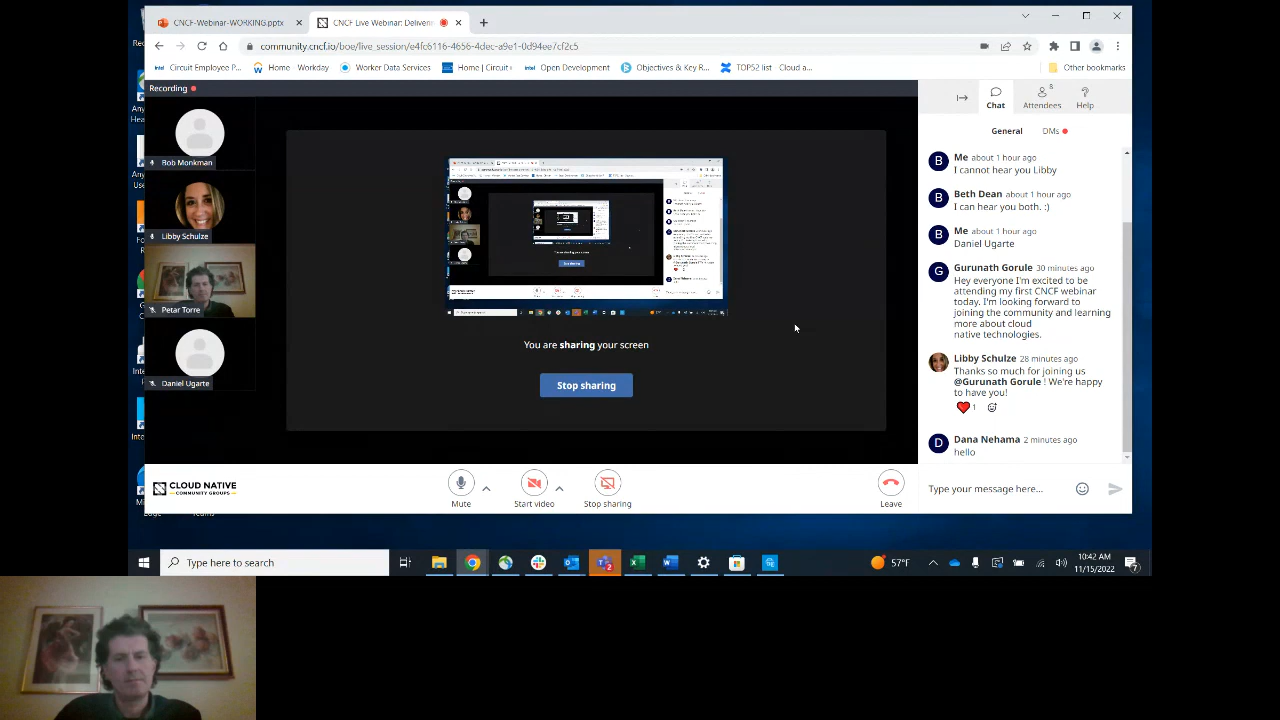 CNCF-Webinar-WORKING.pptx
CNCF Live Webinar: Deliverin
community.cncf.io/boe/live_session/e4fc6116-4656-4dec-a9e1-0d94ee7cf2c5
Circuit Employee P... Home Workday Worker Data Services Home | Circuit Open Development Objectives & Key R... TOP52 list Cloud a... Other bookmarks
Recording
Bob Monkman
Libby Schulze
Petar Torre
Daniel Ugarte
You are sharing your screen
Stop sharing
CLOUD NATIVE
COMMUNITY GROUPS
Mute
Start video
Stop sharing
Leave
8
Chat
Attendees
Help
General
DMs
Me about 1 hour ago
I cannot hear you Libby
Beth Dean about 1 hour ago
I can hear you both. :)
Me about 1 hour ago
Daniel Ugarte
Gurunath Gorule 30 minutes ago
Hey everyone I'm excited to be
attending my first CNCF webinar
today. I'm looking forward to
joining the community and learning
more about cloud
native technologies.
Libby Schulze 28 minutes ago
Thanks so much for joining us
@Gurunath Gorule ! We're happy
to have you!
1
Dana Nehama 2 minutes ago
hello
Type your message here...
Type here to search
57°F
10:42 AM
11/15/2022